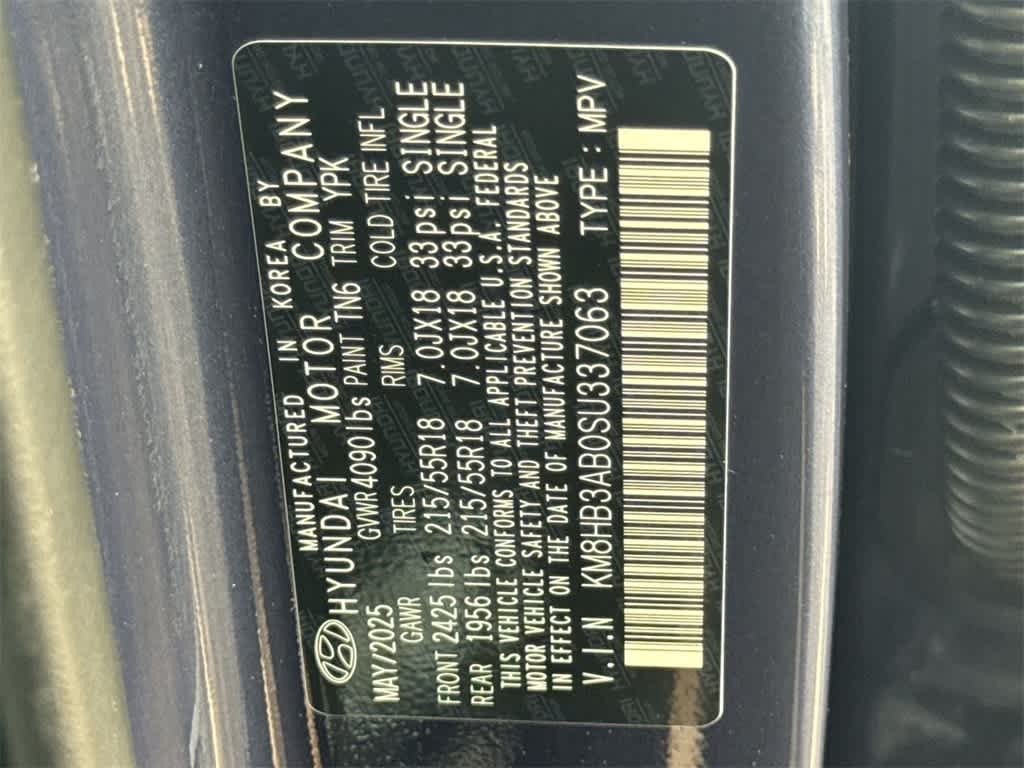 MANUFACTURED IN KOREA BY
HYUNDAI MOTOR COMPANY
MAY/2025 GVWR4090lbs PAINT TN6 TRIM YPK
GAWR TIRES RIMS COLD TIRE INFL
FRONT 2425lbs 215/55R18 7.0JX18 33psi SINGLE
REAR 1956lbs 215/55R18 7.0JX18 33psi SINGLE
THIS VEHICLE CONFORMS TO ALL APPLICABLE U.S.A. FEDERAL
MOTOR VEHICLE SAFETY AND THEFT PREVENTION STANDARDS
IN EFFECT ON THE DATE OF MANUFACTURE SHOWN ABOVE
V.I.N KM8HB3AB0SU337063 TYPE : MPV